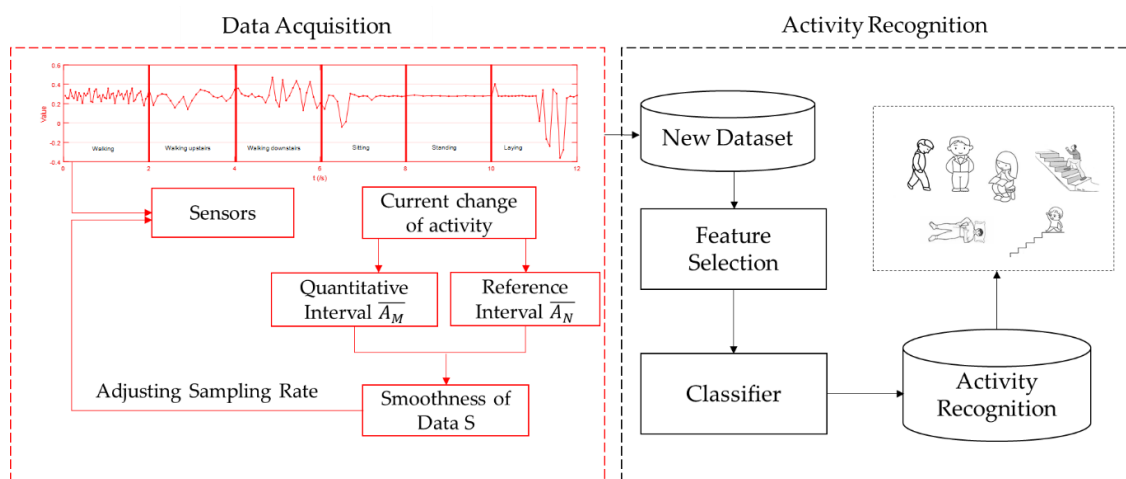 Data Acquisition
Activity Recognition
0.6
0.4
0.2
0
-0.2
-0.4
Value
Walking
Walking upstairs
Walking downstairs
Sitting
Standing
Laying
0
2
4
6
8
10
12
t (/s)
Sensors
Current change
of activity
Quantitative
Interval A̅_M̅
Reference
Interval A̅_N̅
Adjusting Sampling Rate
Smoothness of
Data S
New Dataset
Feature
Selection
Classifier
Activity
Recognition